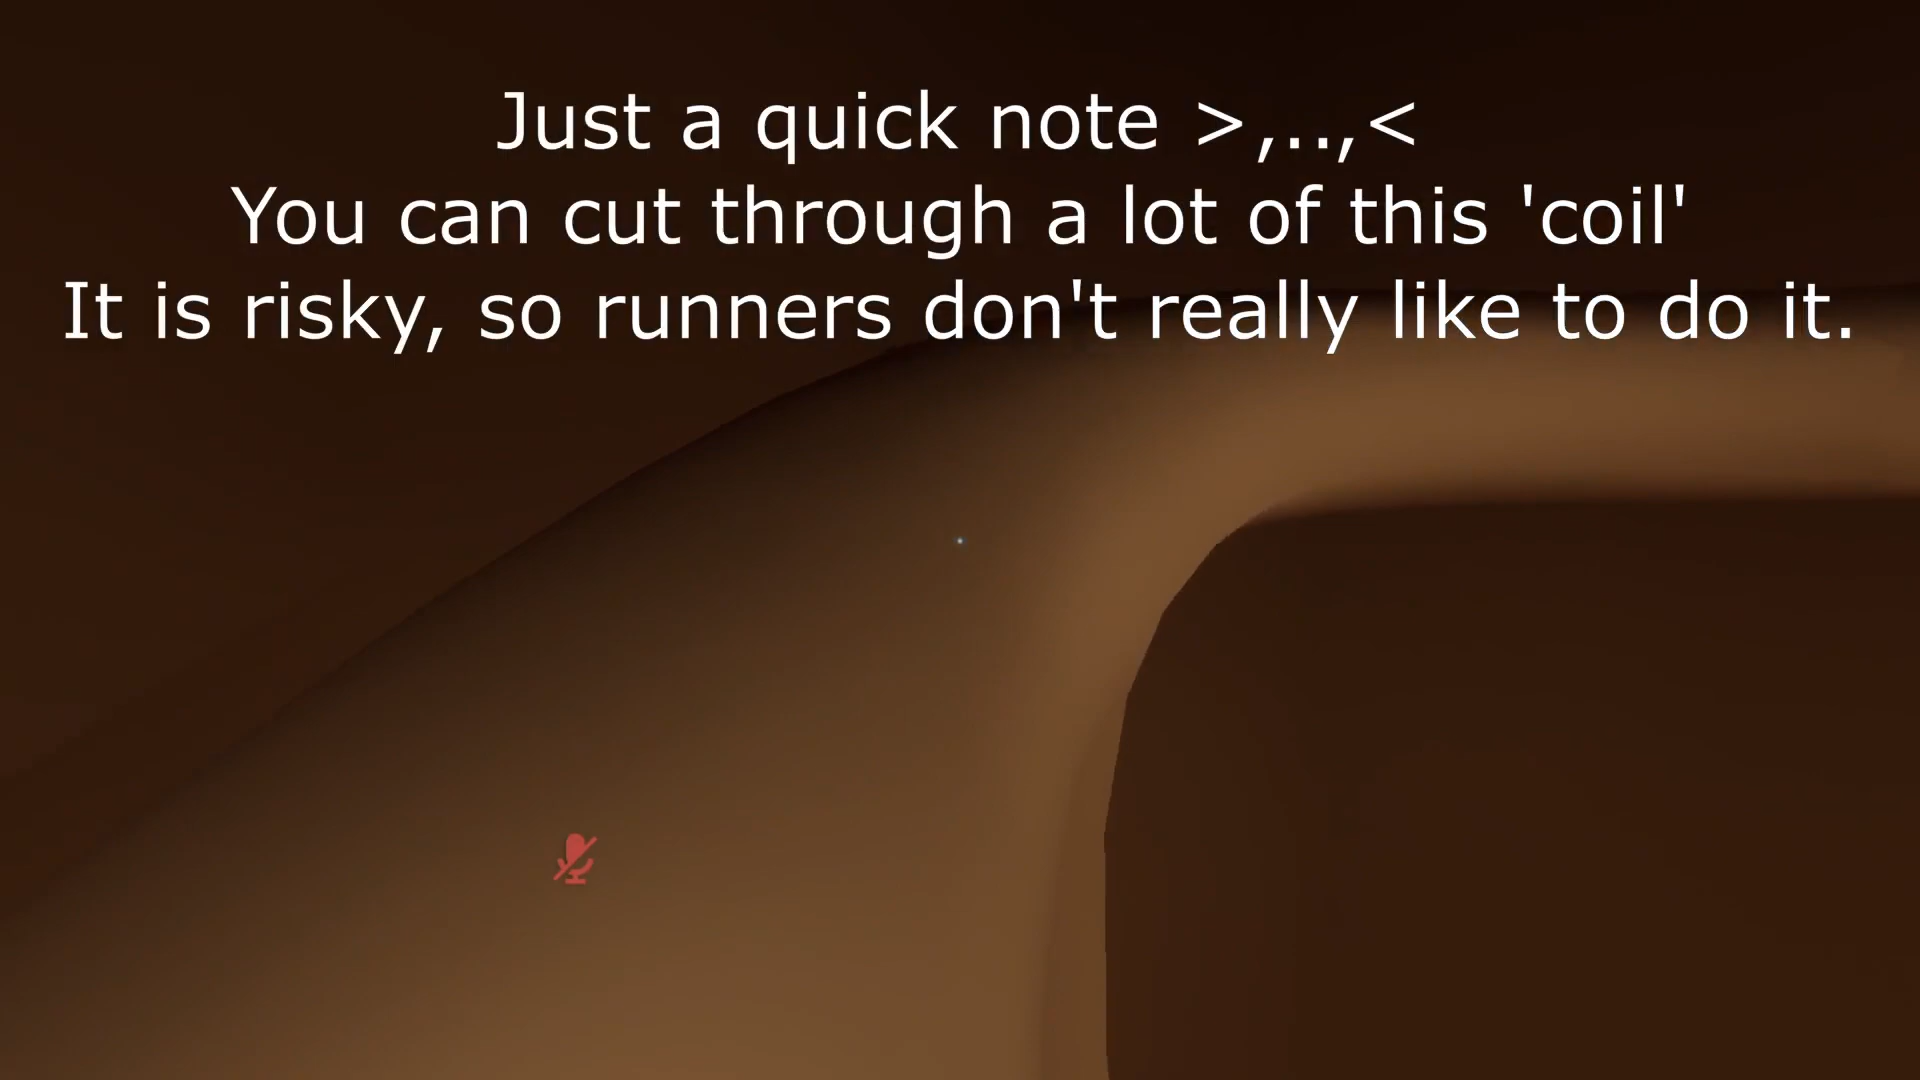 Just a quick note >,..,<
You can cut through a lot of this 'coil'
It is risky, so runners don't really like to do it.